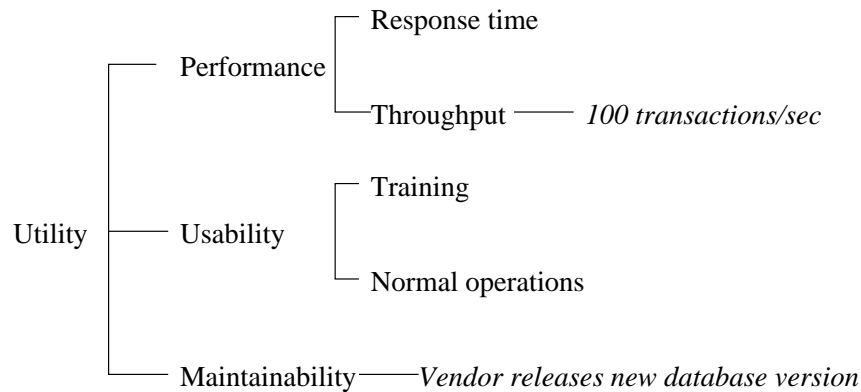 Response time
Performance
Throughput
100 transactions/sec
Training
Utility
Usability
Normal operations
Maintainability
Vendor releases new database version